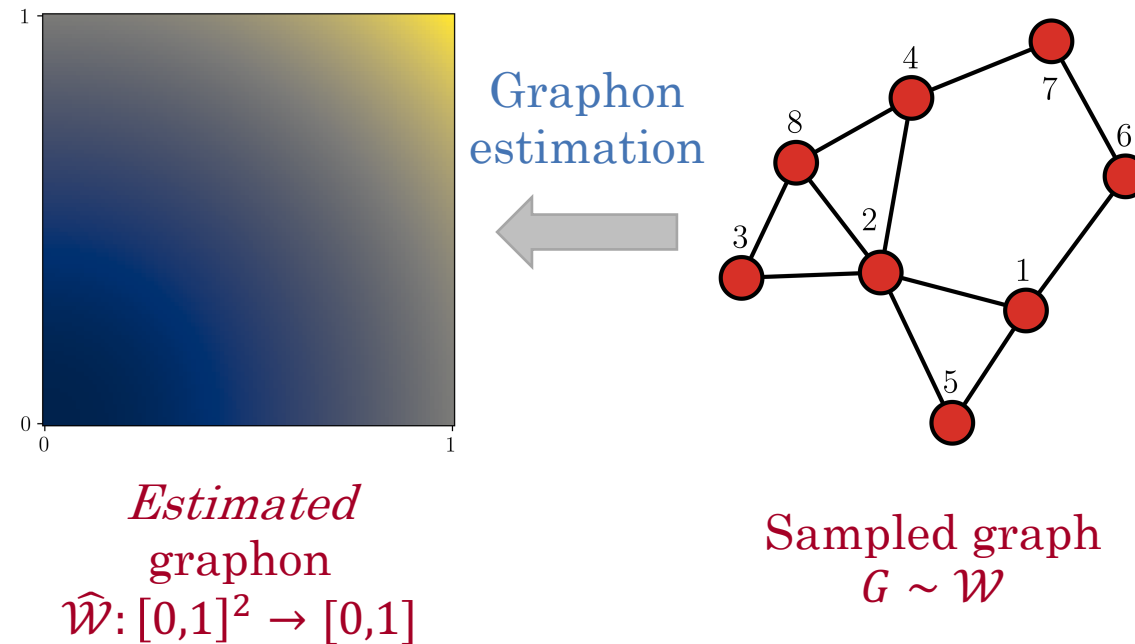 1
0
0
1
Graphon
estimation
4
7
8
6
2
3
1
5
Estimated
graphon
𝒲̂: [0,1]² → [0,1]
Sampled graph
G ~ 𝒲